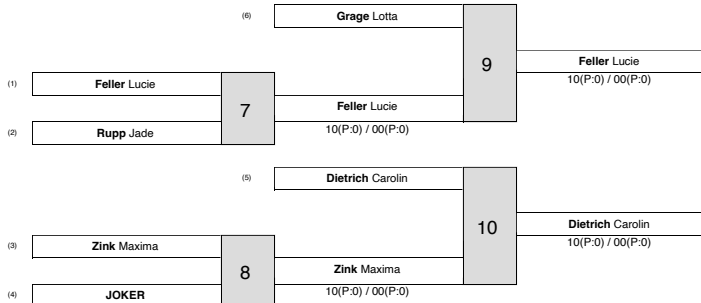 (6) Grage Lotta
9
Feller Lucie
10(P:0) / 00(P:0)
(1) Feller Lucie
7
Feller Lucie
10(P:0) / 00(P:0)
(2) Rupp Jade
(5) Dietrich Carolin
10
Dietrich Carolin
10(P:0) / 00(P:0)
(3) Zink Maxima
8
Zink Maxima
10(P:0) / 00(P:0)
(4) JOKER